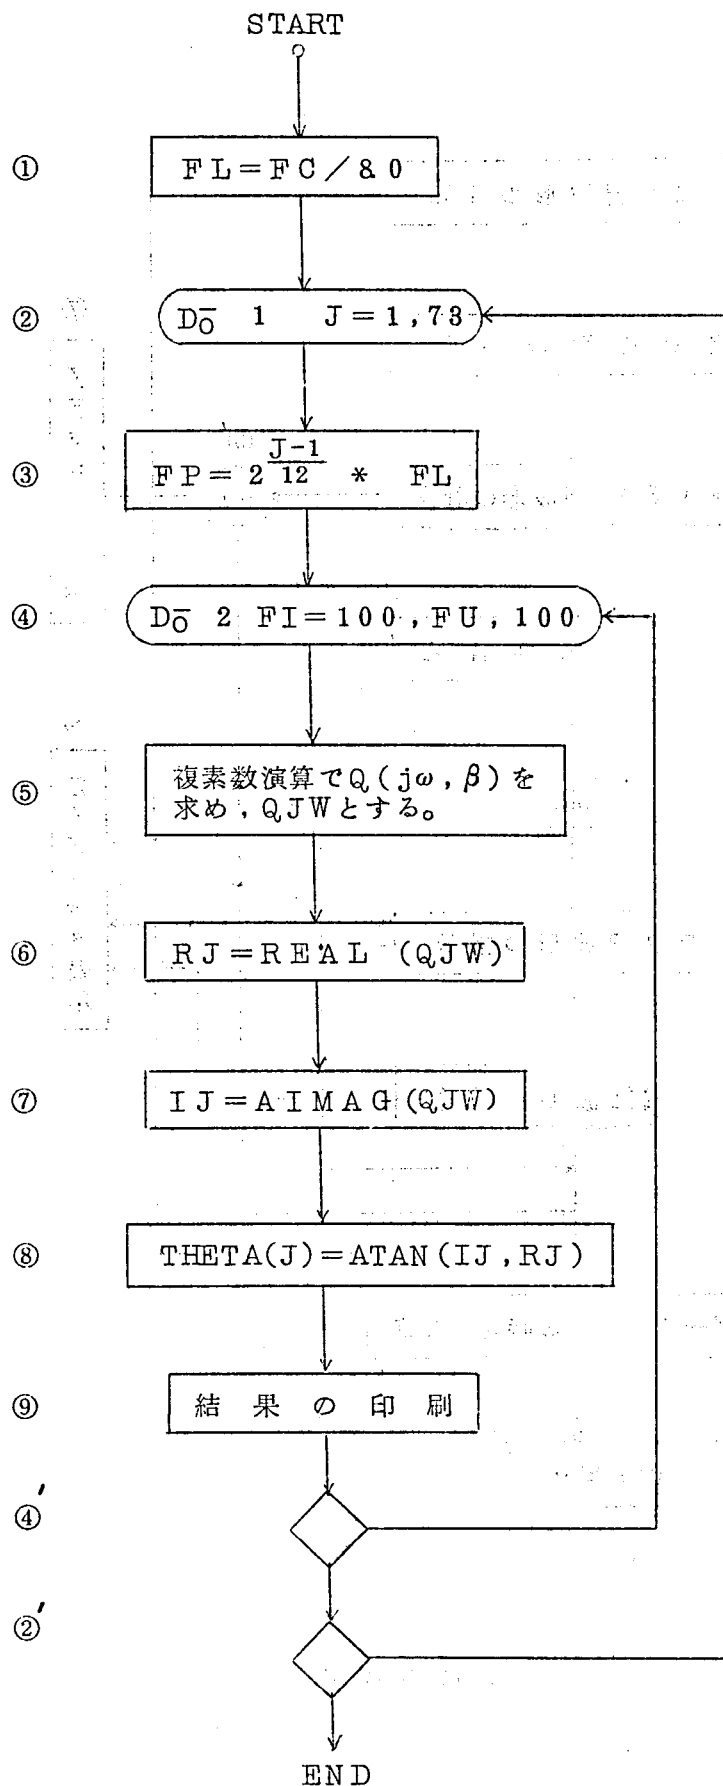 START
① FL=FC/8.0
② DO 1 J=1,73
③ FP=2^((J-1)/12) * FL
④ DO 2 FI=100,FU,100
⑤ 複素数演算でQ(jω,β)を
求め,QJWとする。
⑥ RJ=REAL (QJW)
⑦ IJ=AIMAG(QJW)
⑧ THETA(J)=ATAN(IJ,RJ)
⑨ 結果の印刷
④'
②'
END